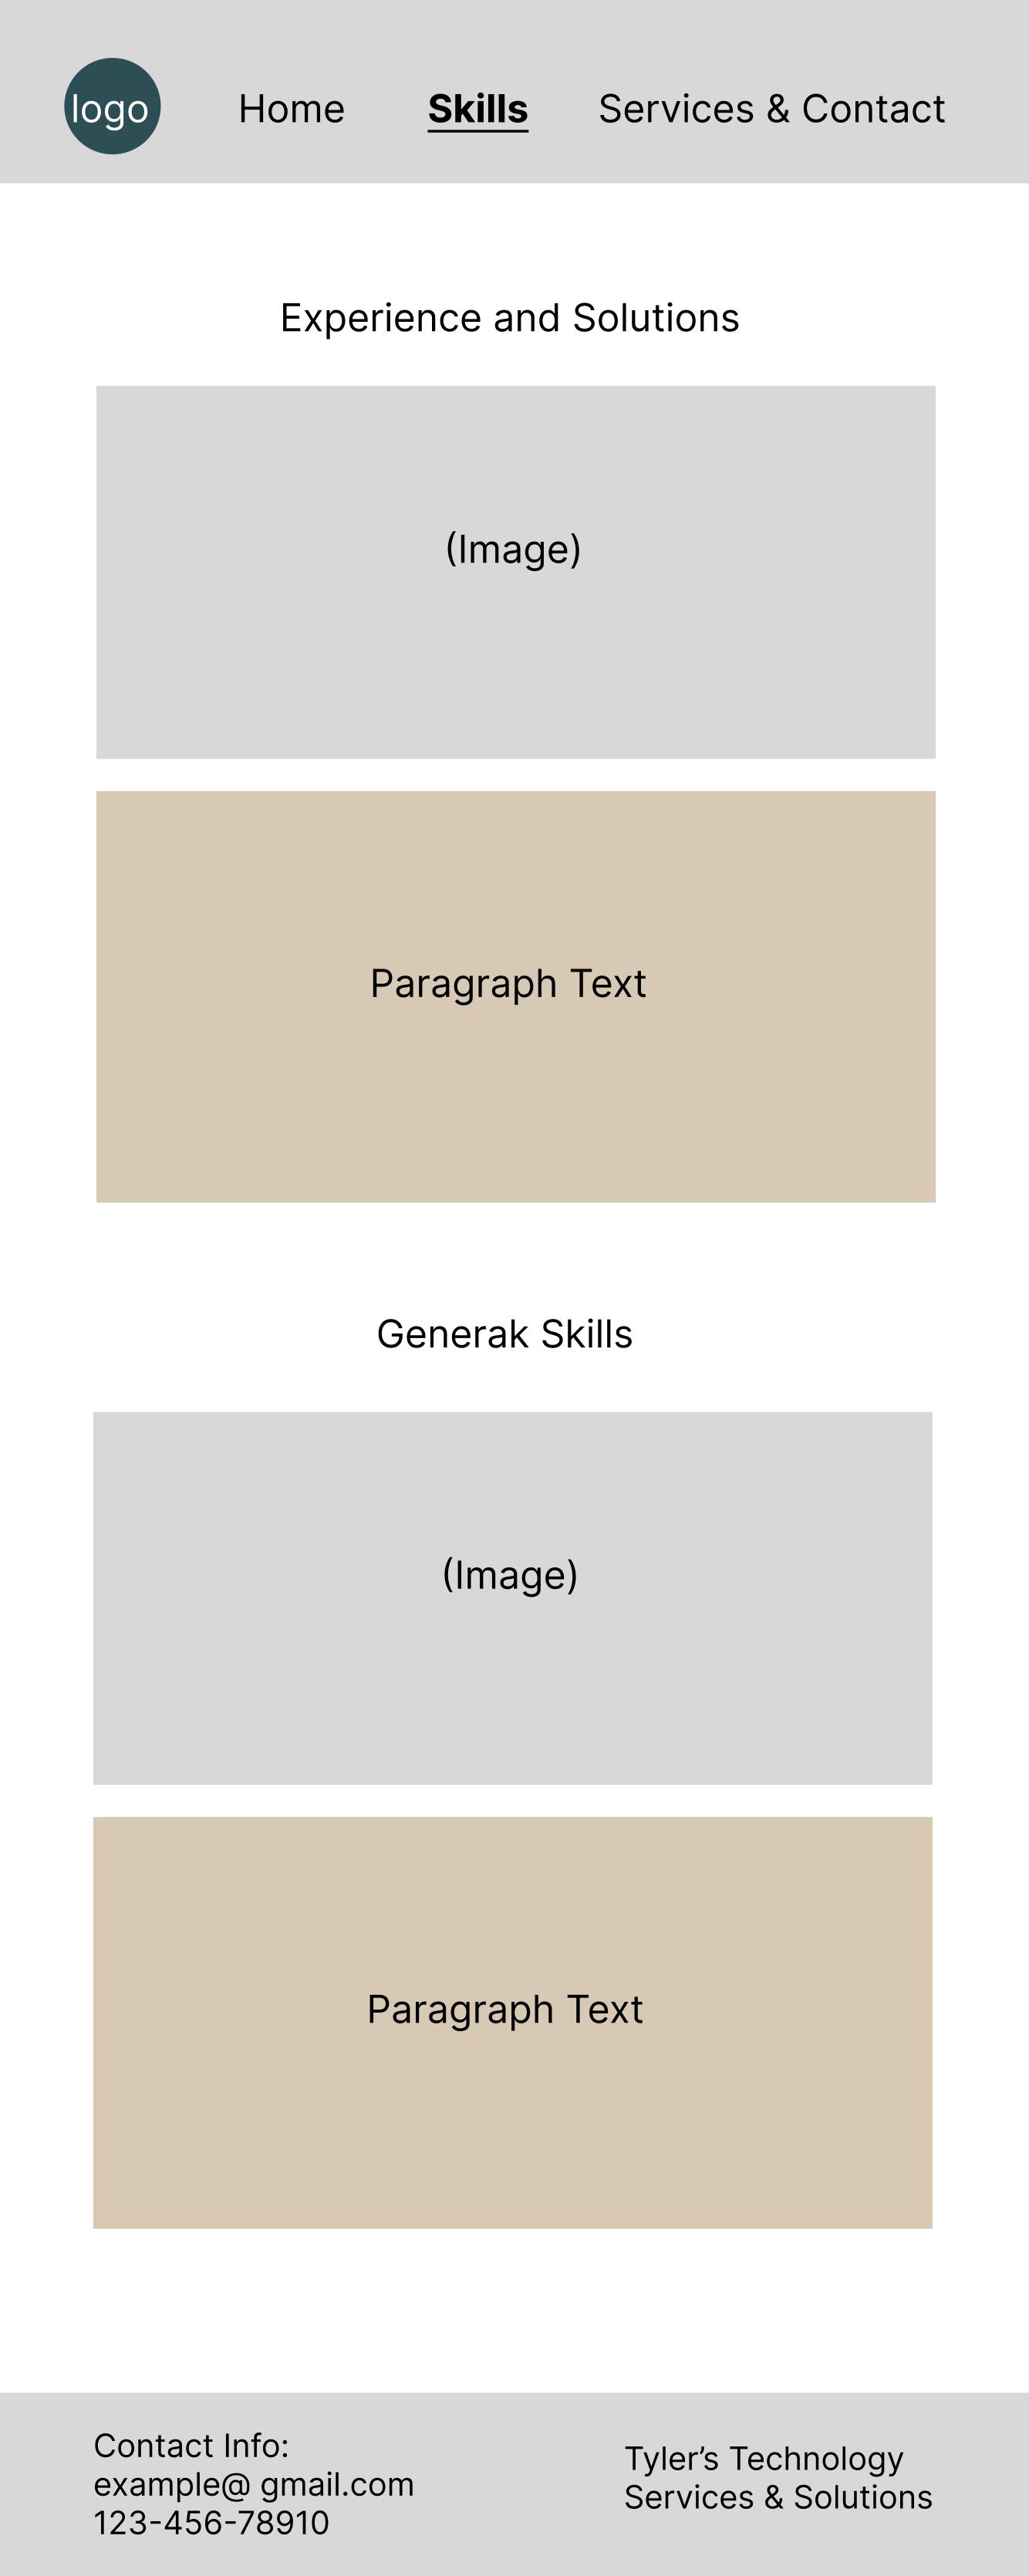 logo Home Skills Services & Contact
Experience and Solutions
(Image)
Paragraph Text
Generak Skills
(Image)
Paragraph Text
Contact Info:
example@ gmail.com
123-456-78910
Tyler’s Technology
Services & Solutions